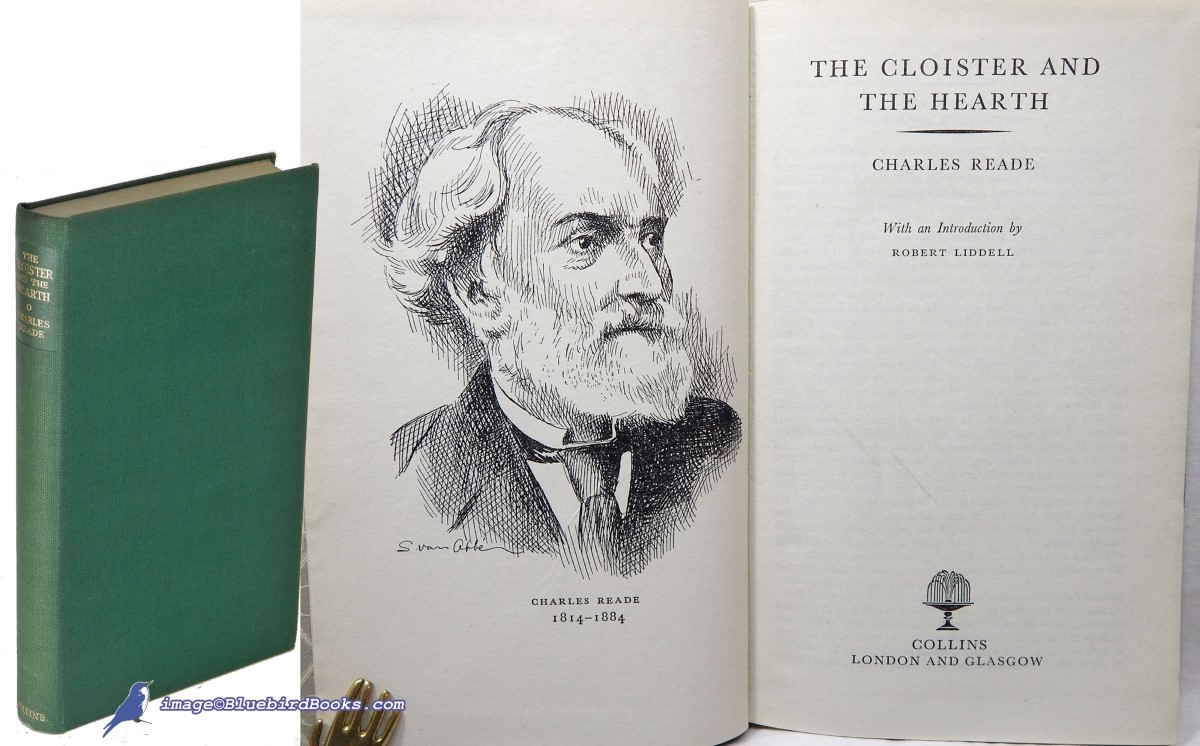 THE
CLOISTER
AND THE
HEARTH
CHARLES
READE
COLLINS
image©BluebirdBooks.com
S. van Abbé
CHARLES READE
1814–1884
THE CLOISTER AND
THE HEARTH
CHARLES READE
With an Introduction by
ROBERT LIDDELL
COLLINS
LONDON AND GLASGOW